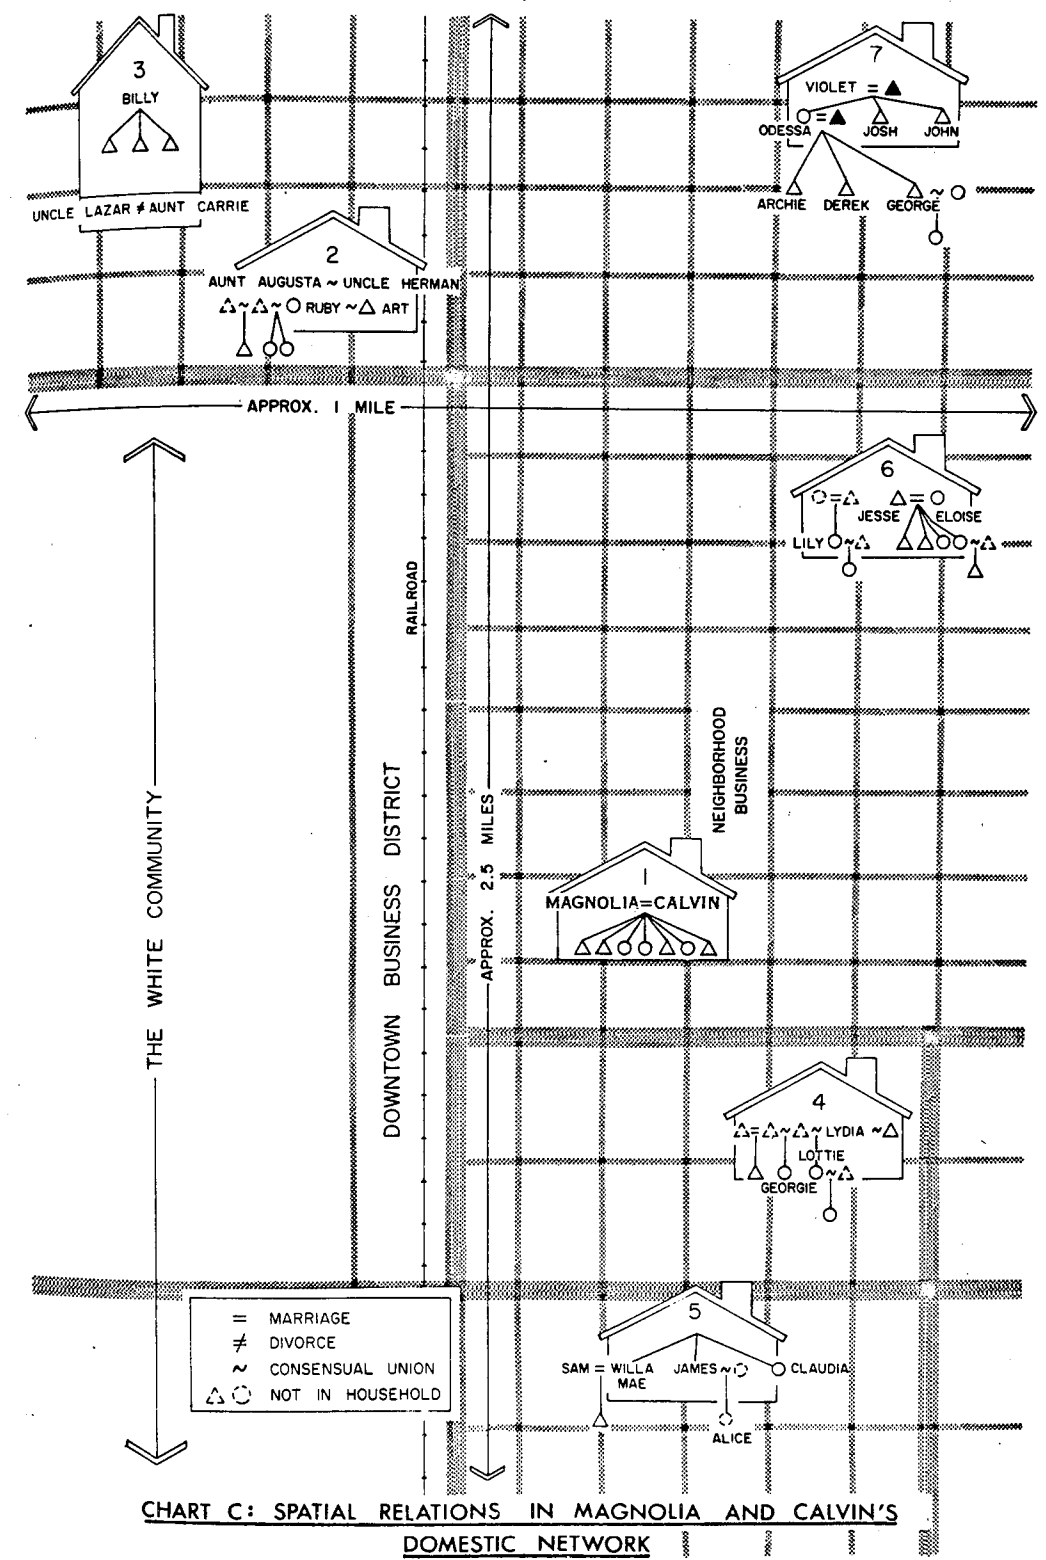 3
BILLY
UNCLE LAZAR ≠ AUNT CARRIE
7
VIOLET =
ODESSA =
JOSH
JOHN
ARCHIE
DEREK
GEORGE ~
2
AUNT AUGUSTA ~ UNCLE HERMAN
~ ~ RUBY ~ ART
APPROX. 1 MILE
6
= =
JESSE
ELOISE
LILY ~ ~
RAILROAD
NEIGHBORHOOD
BUSINESS
THE WHITE COMMUNITY
DOWNTOWN BUSINESS DISTRICT
APPROX. 2.5 MILES
1
MAGNOLIA=CALVIN
4
= ~ ~ LYDIA ~
LOTTIE
~
GEORGIE
5
SAM = WILLA
MAE
JAMES ~
CLAUDIA
ALICE
= MARRIAGE
≠ DIVORCE
~ CONSENSUAL UNION
NOT IN HOUSEHOLD
CHART C: SPATIAL RELATIONS IN MAGNOLIA AND CALVIN'S
DOMESTIC NETWORK